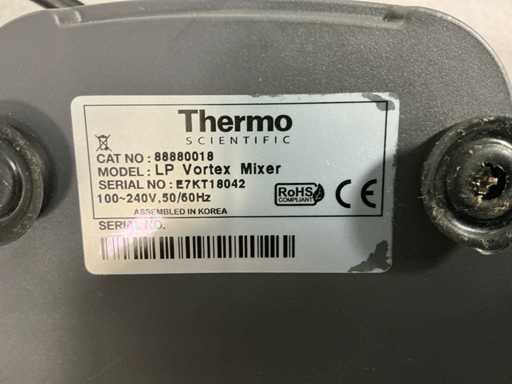 Thermo
SCIENTIFIC
CAT NO : 88880018
MODEL: LP Vortex Mixer
SERIAL NO : E7KT18042
100~240V,50/60Hz
ASSEMBLED IN KOREA
RoHS
COMPLIANT
CE
SERIAL NO.